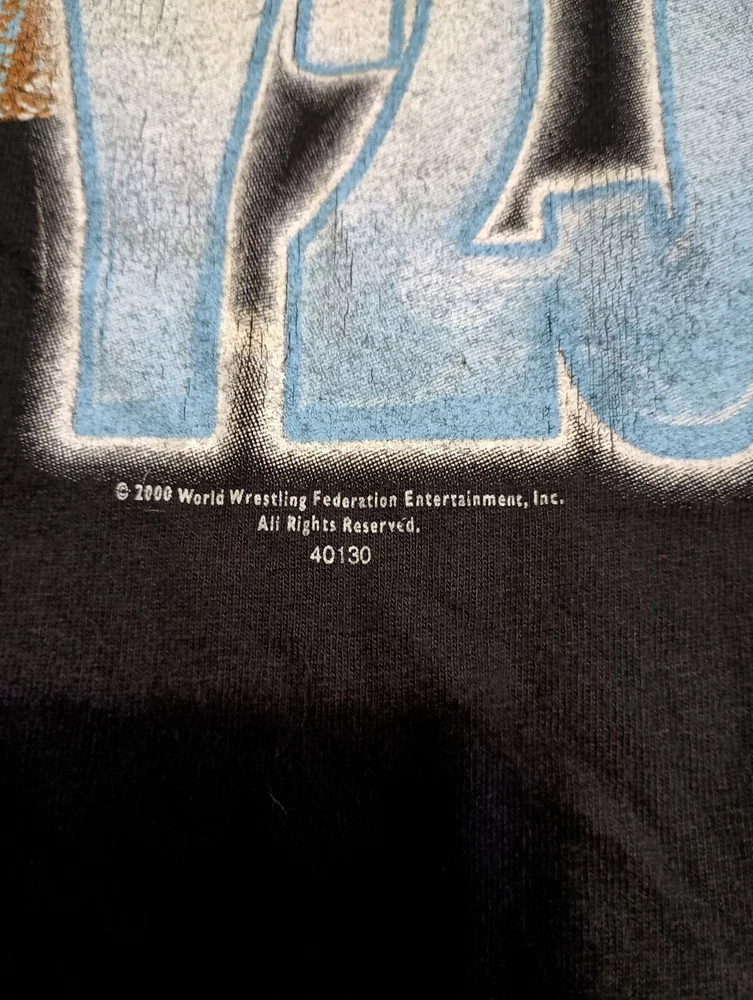 © 2000 World Wrestling Federation Entertainment, Inc.
All Rights Reserved.
40130